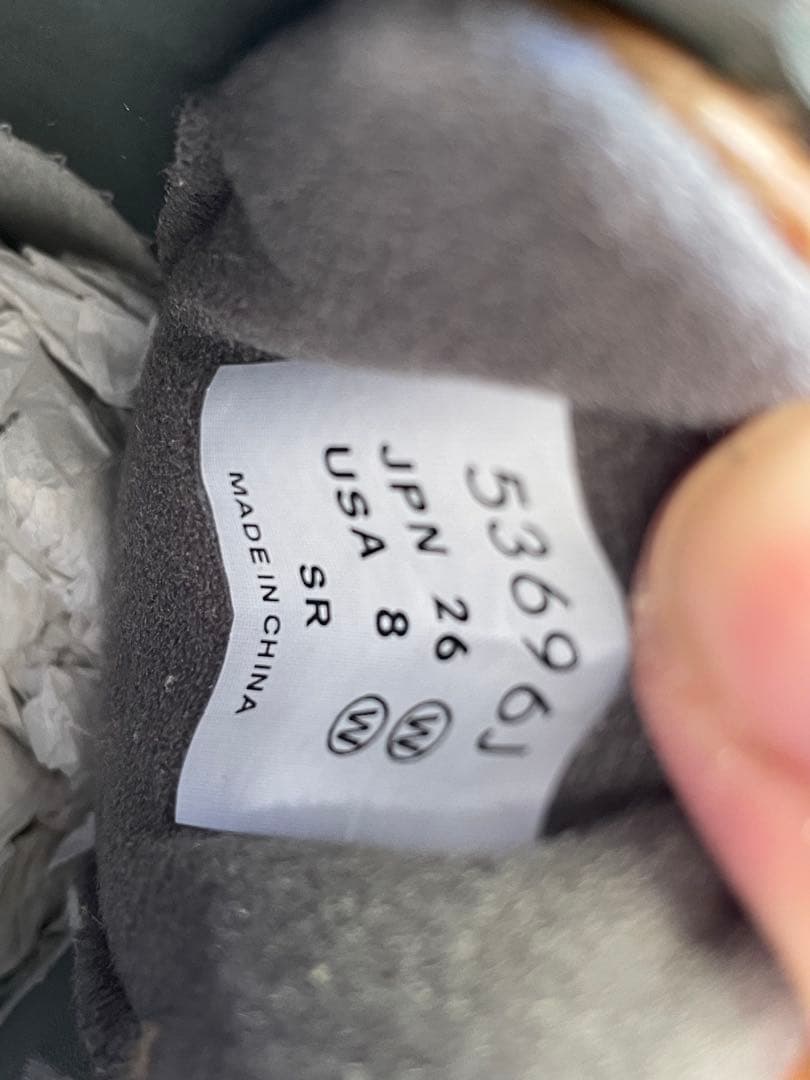 53696J
JPN 26 Ⓦ
USA 8 Ⓦ
SR
MADE IN CHINA